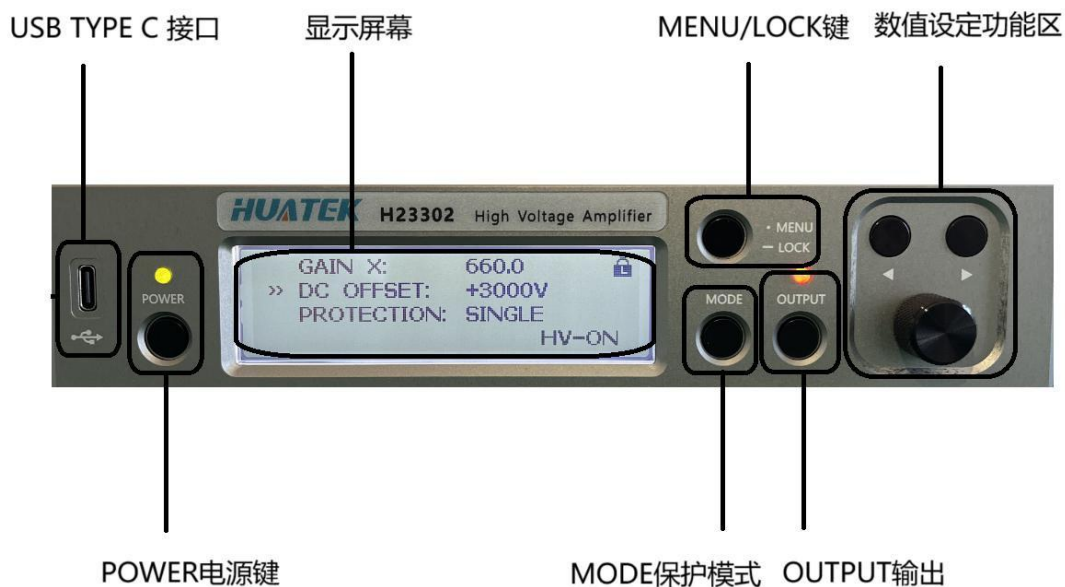 USB TYPE C 接口
显示屏幕
MENU/LOCK键
数值设定功能区
HUATEK H23302 High Voltage Amplifier
• MENU
— LOCK
GAIN X: 660.0
» DC OFFSET: +3000V
PROTECTION: SINGLE
HV-ON
POWER
MODE
OUTPUT
POWER电源键
MODE保护模式
OUTPUT输出